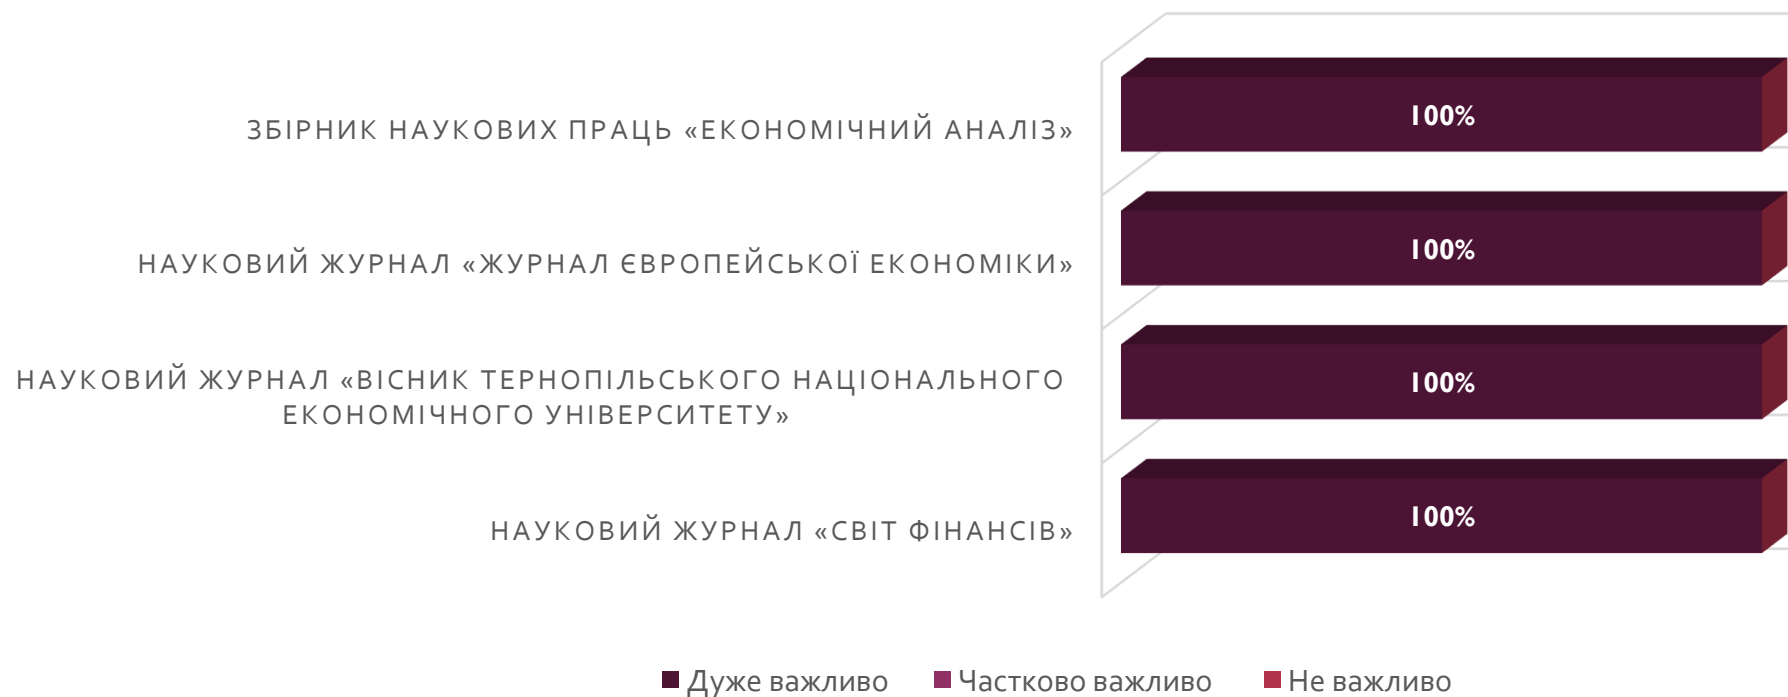 ЗБІРНИК НАУКОВИХ ПРАЦЬ «ЕКОНОМІЧНИЙ АНАЛІЗ»
100%
НАУКОВИЙ ЖУРНАЛ «ЖУРНАЛ ЄВРОПЕЙСЬКОЇ ЕКОНОМІКИ»
100%
НАУКОВИЙ ЖУРНАЛ «ВІСНИК ТЕРНОПІЛЬСЬКОГО НАЦІОНАЛЬНОГО
ЕКОНОМІЧНОГО УНІВЕРСИТЕТУ»
100%
НАУКОВИЙ ЖУРНАЛ «СВІТ ФІНАНСІВ»
100%
Дуже важливо Частково важливо Не важливо